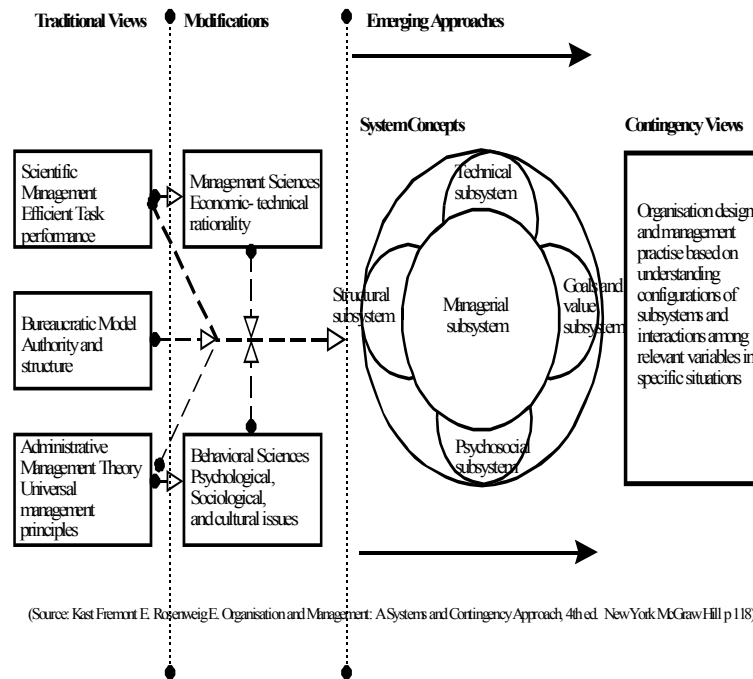 Traditional Views
Modifications
Emerging Approaches
System Concepts
Contingency Views
Scientific
Management
Efficient Task
performance
Management Sciences
Economic- technical
rationality
Bureaucratic Model
Authority and
structure
Administrative
Management Theory
Universal
management
principles
Behavioral Sciences
Psychological,
Sociological,
and cultural issues
Technical
subsystem
Structural
subsystem
Managerial
subsystem
Goals and
value
subsystem
Psychosocial
subsystem
Organisation design
and management
practise based on
understanding
configurations of
subsystems and
interactions among
relevant variables in
specific situations
(Source: Kast Fremont E. Rosenweig E. Organisation and Management: A Systems and Contingency Approach, 4th ed. New York McGraw Hill p 118)